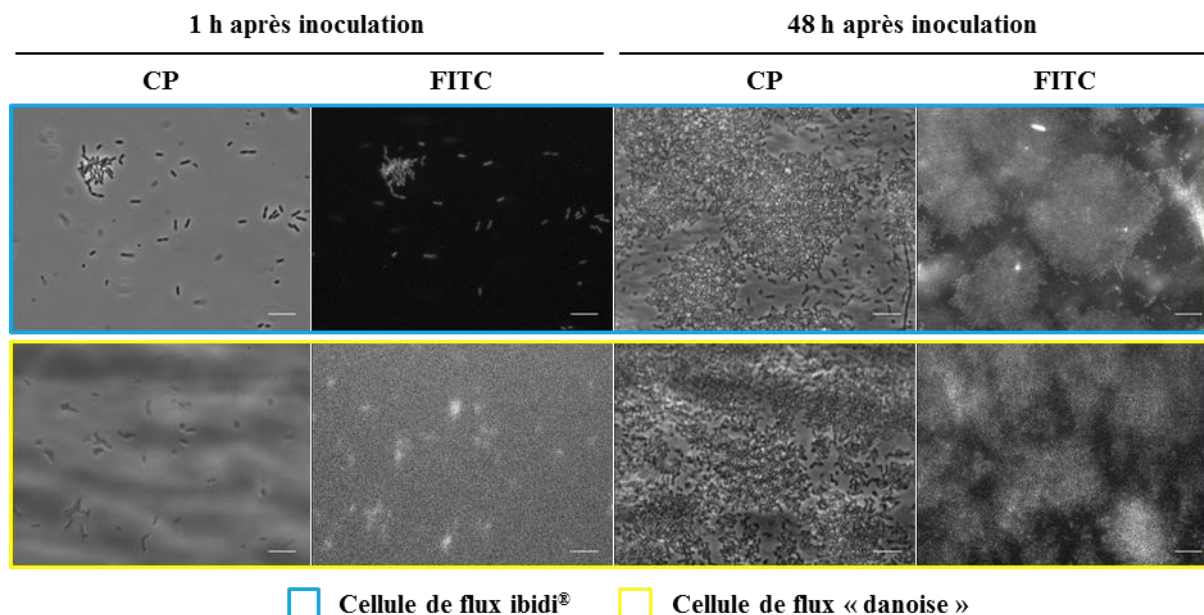 1 h après inoculation 48 h après inoculation
CP FITC CP FITC
Cellule de flux ibidi® Cellule de flux « danoise »